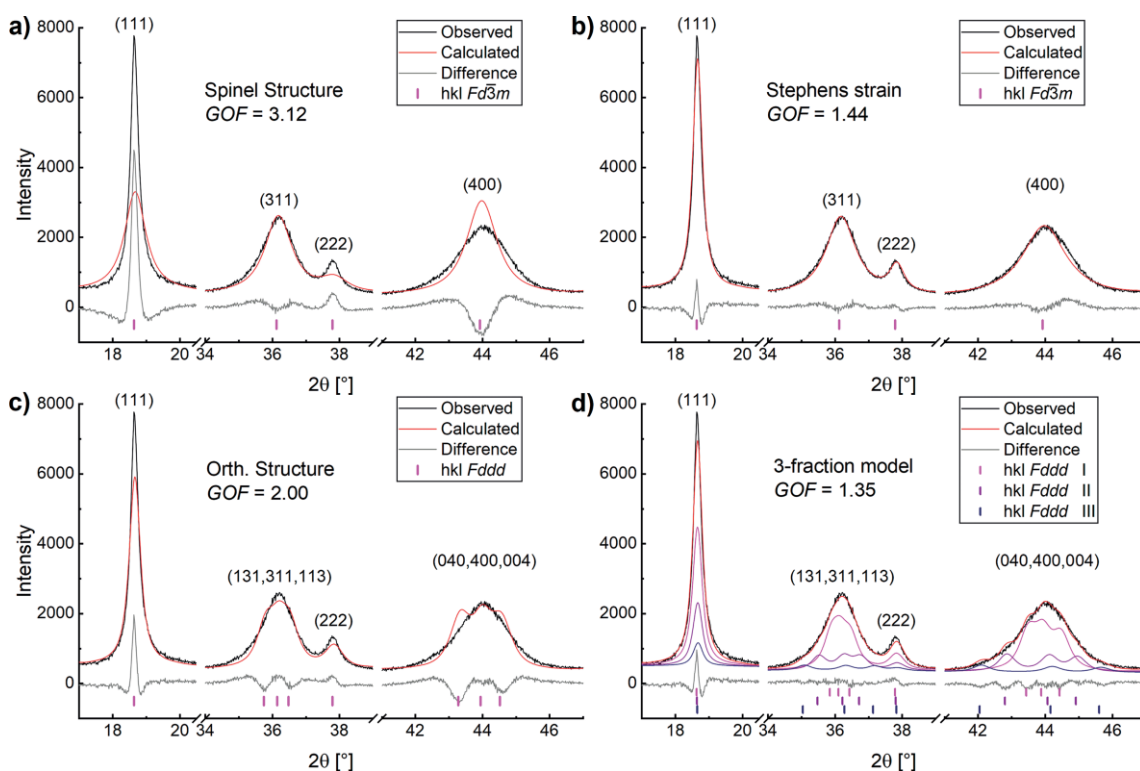 a)
(111)
Spinel Structure
GOF = 3.12
Observed
Calculated
Difference
hkl Fd3̅m
(311)
(222)
(400)
Intensity
8000
6000
4000
2000
0
18 20 34 36 38 42 44 46
2θ [°]
b)
(111)
Stephens strain
GOF = 1.44
Observed
Calculated
Difference
hkl Fd3̅m
(311)
(222)
(400)
8000
6000
4000
2000
0
18 20 34 36 38 42 44 46
2θ [°]
c)
(111)
Orth. Structure
GOF = 2.00
Observed
Calculated
Difference
hkl Fddd
(131,311,113)
(222)
(040,400,004)
Intensity
8000
6000
4000
2000
0
18 20 34 36 38 42 44 46
2θ [°]
d)
(111)
3-fraction model
GOF = 1.35
Observed
Calculated
Difference
hkl Fddd I
hkl Fddd II
hkl Fddd III
(131,311,113)
(222)
(040,400,004)
8000
6000
4000
2000
0
18 20 34 36 38 42 44 46
2θ [°]